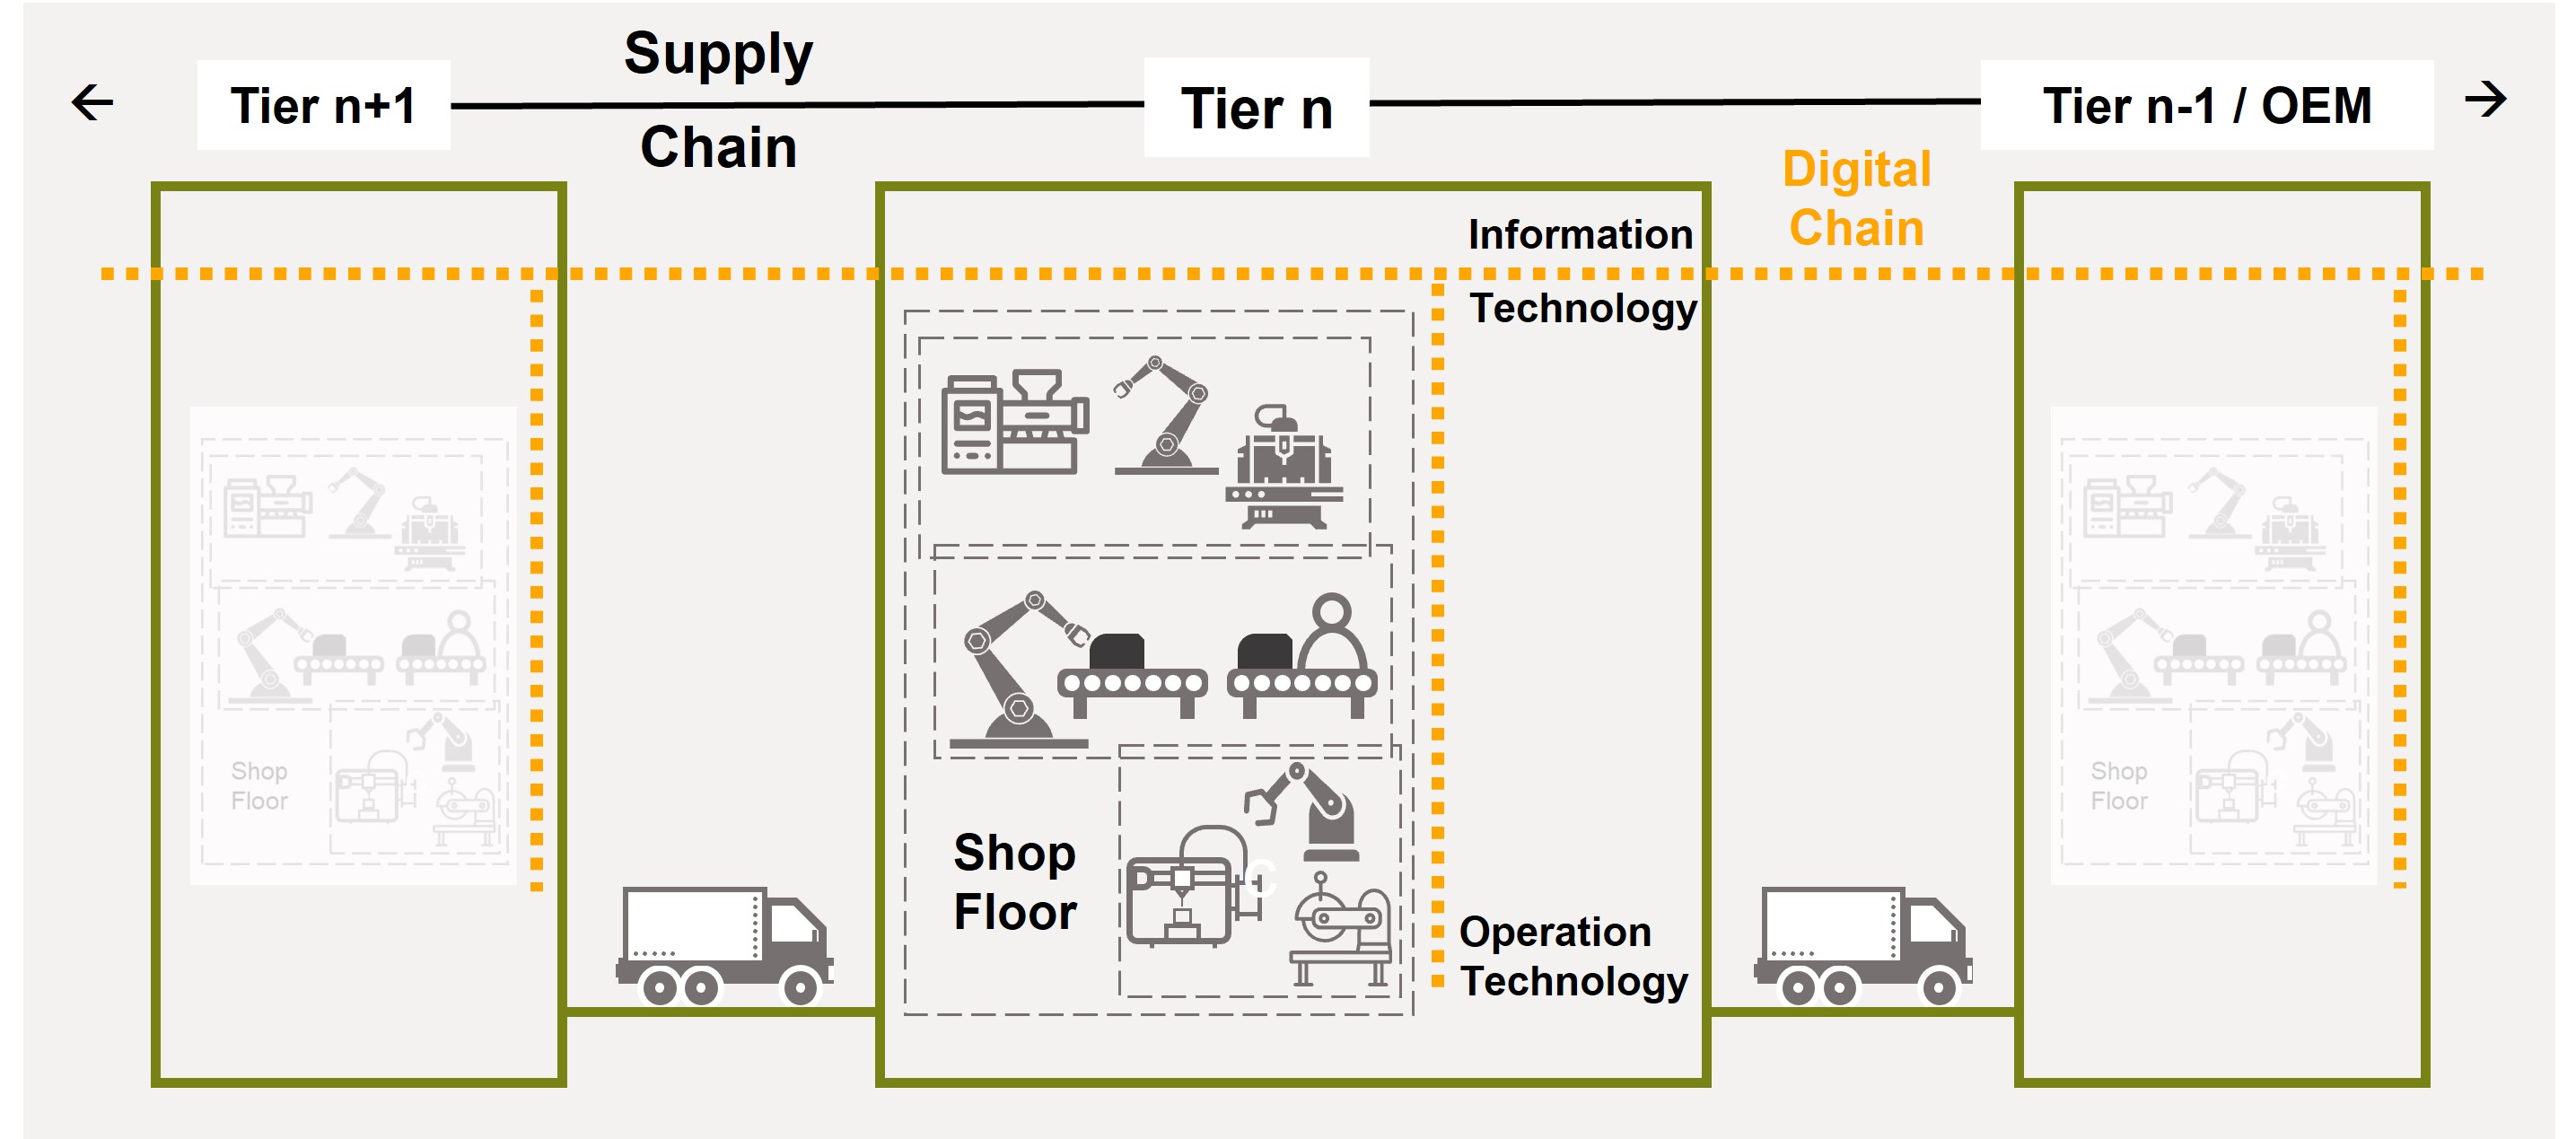 ←
Tier n+1
Supply
Chain
Tier n
Tier n-1 / OEM
→
Digital
Chain
Information
Technology
Shop
Floor
Shop
Floor
C
Operation
Technology
Shop
Floor